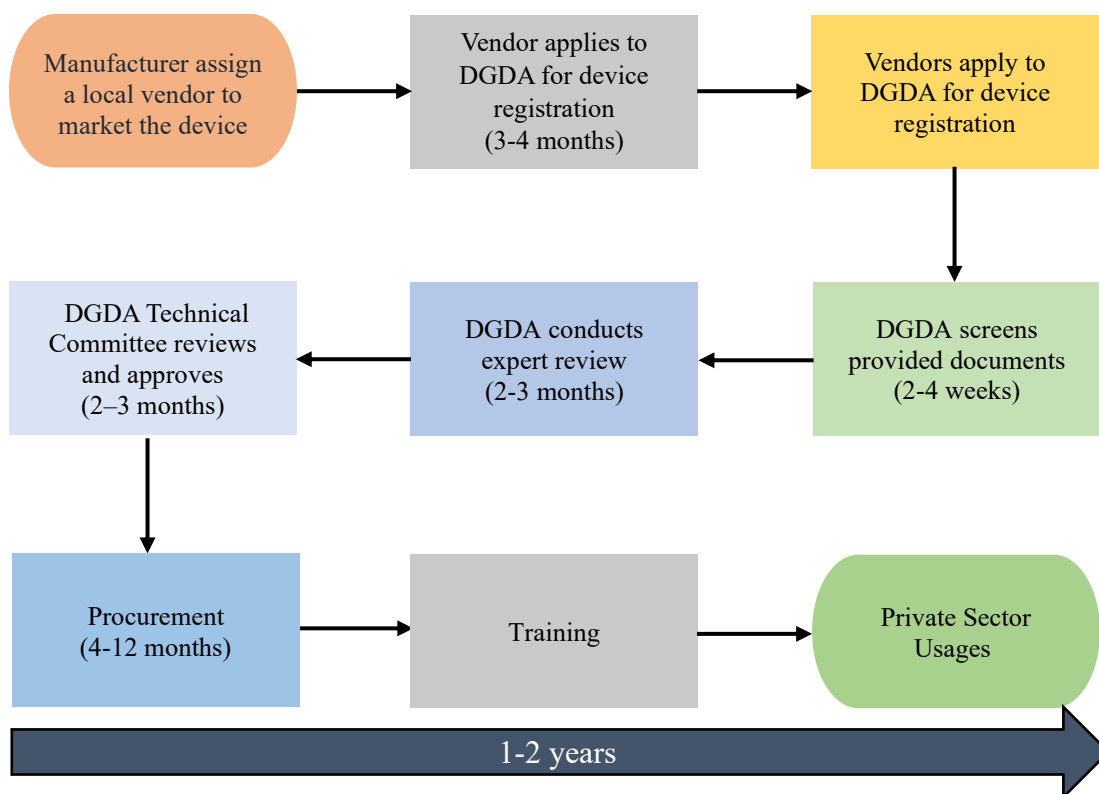 Manufacturer assign
a local vendor to
market the device
Vendor applies to
DGDA for device
registration
(3-4 months)
Vendors apply to
DGDA for device
registration
DGDA Technical
Committee reviews
and approves
(2–3 months)
DGDA conducts
expert review
(2-3 months)
DGDA screens
provided documents
(2-4 weeks)
Procurement
(4-12 months)
Training
Private Sector
Usages
1-2 years